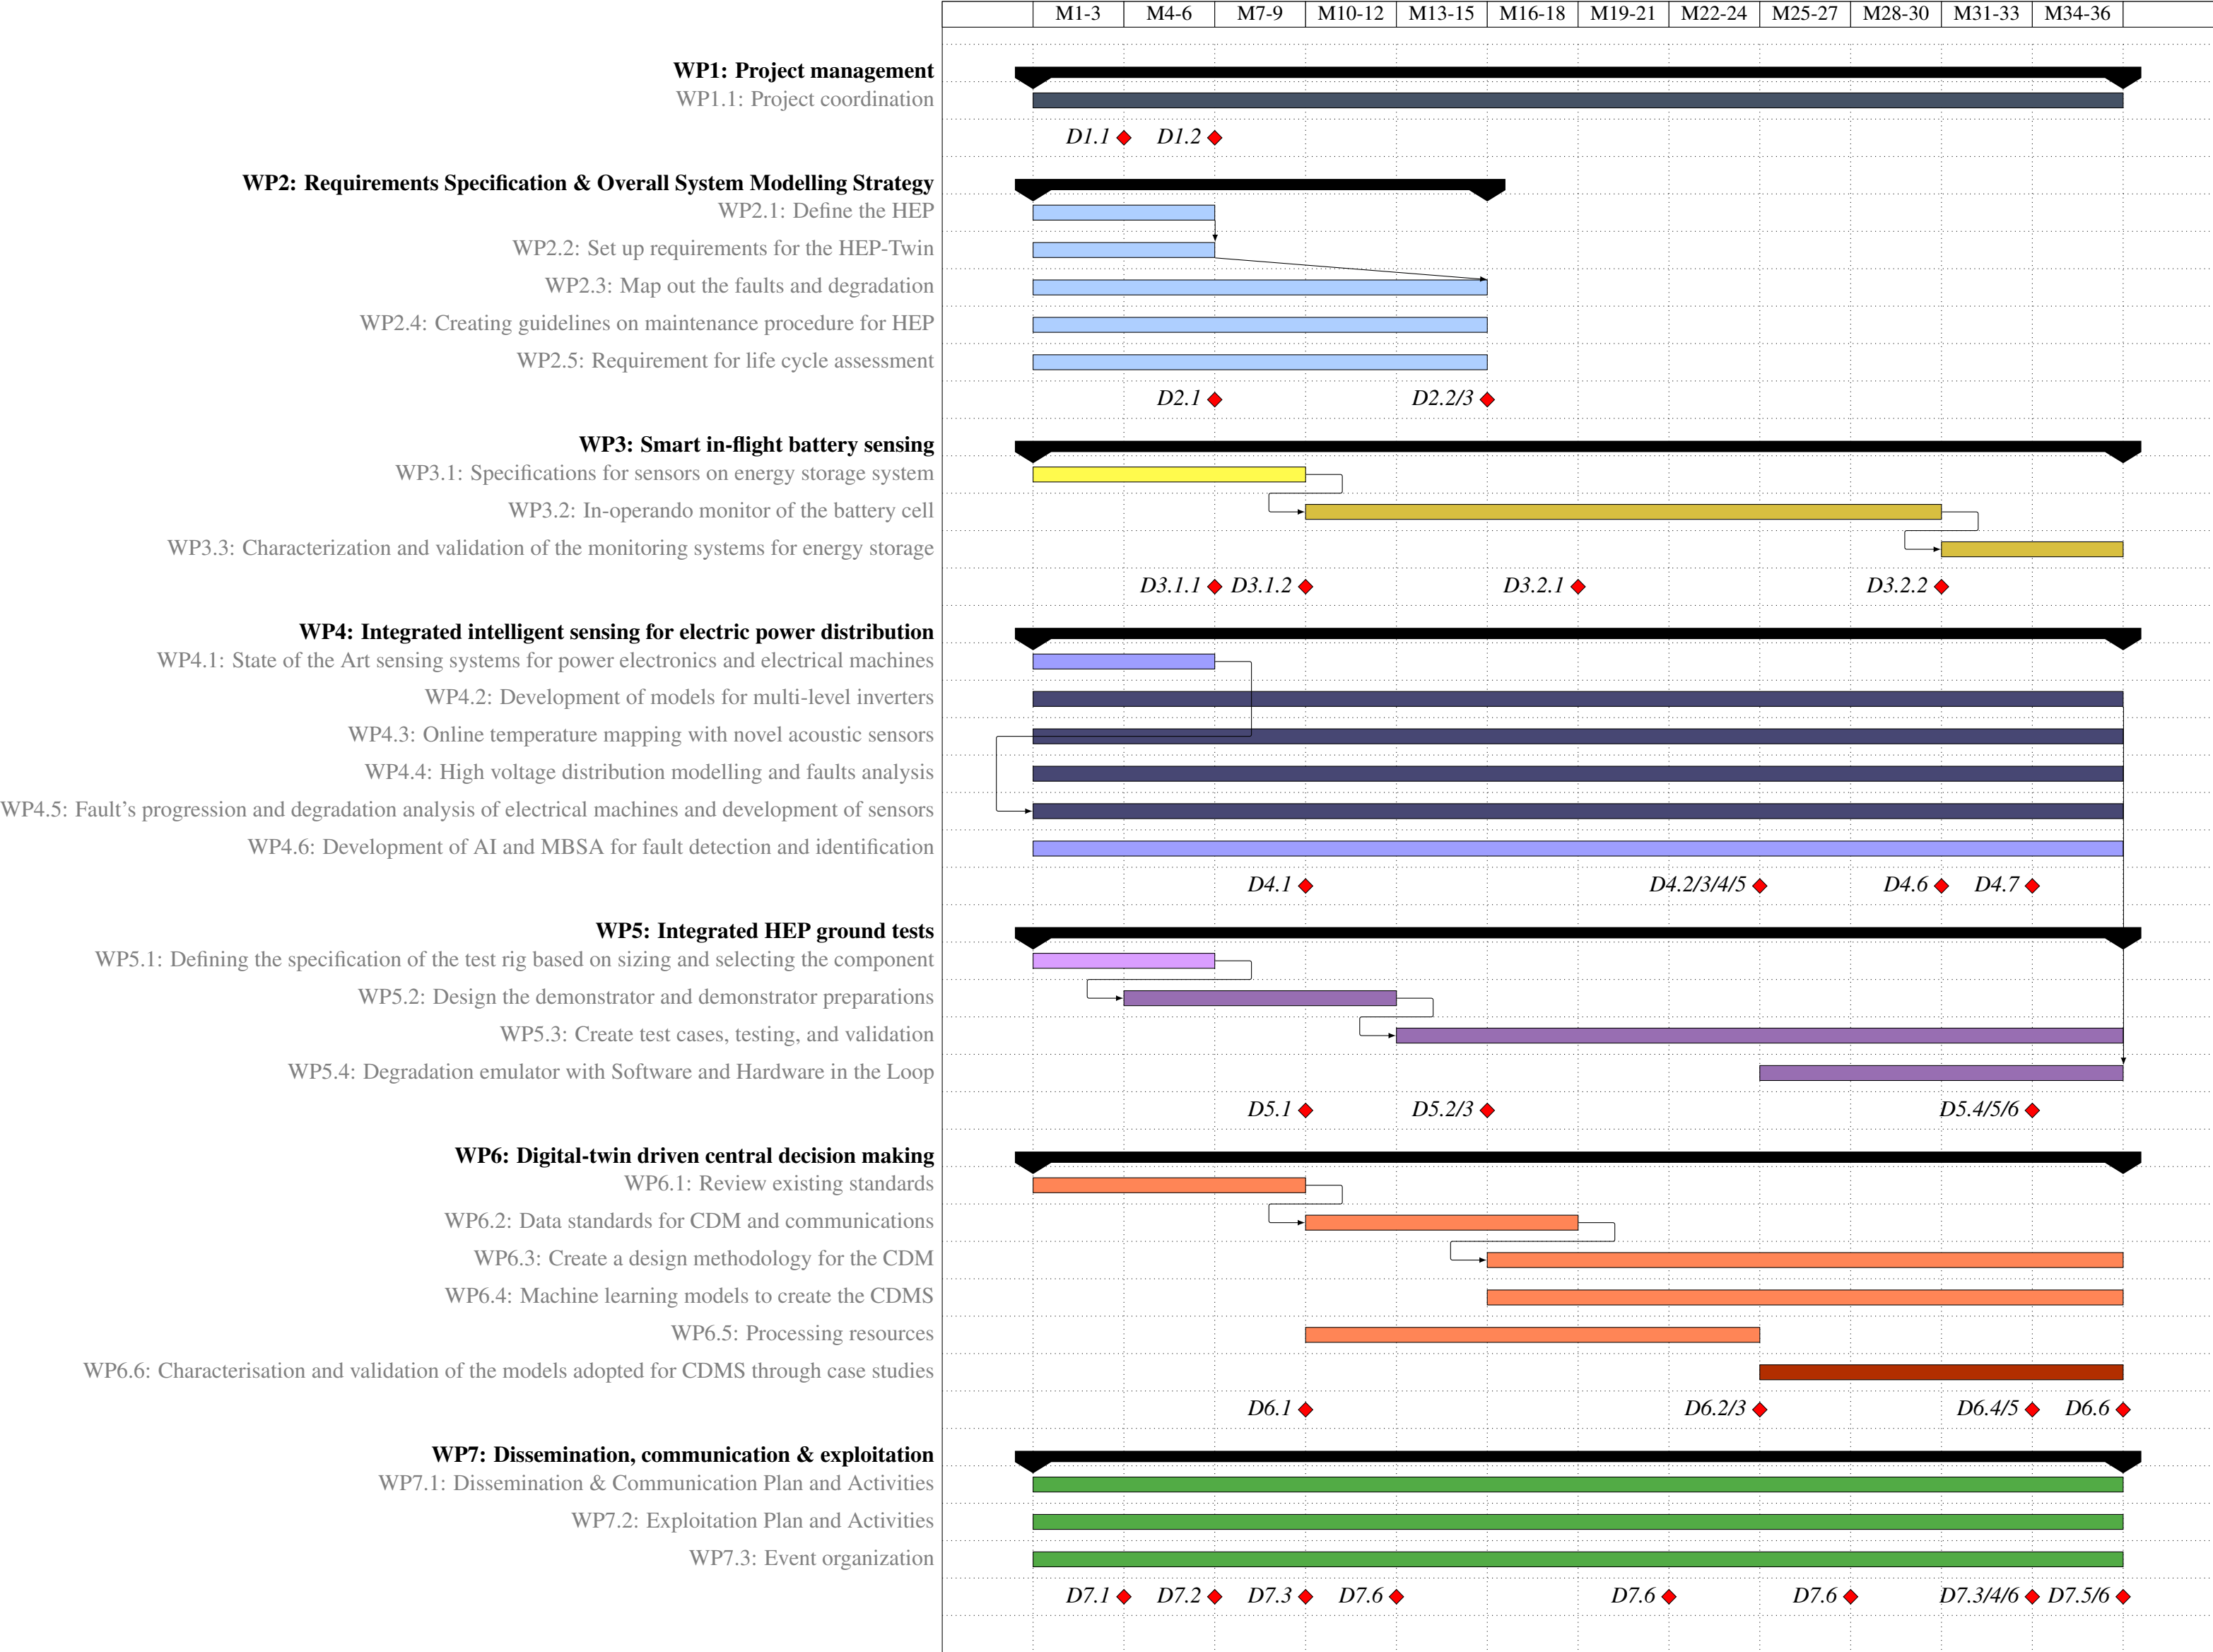 M1-3 M4-6 M7-9 M10-12 M13-15 M16-18 M19-21 M22-24 M25-27 M28-30 M31-33 M34-36
WP1: Project management
WP1.1: Project coordination
D1.1 D1.2
WP2: Requirements Specification & Overall System Modelling Strategy
WP2.1: Define the HEP
WP2.2: Set up requirements for the HEP-Twin
WP2.3: Map out the faults and degradation
WP2.4: Creating guidelines on maintenance procedure for HEP
WP2.5: Requirement for life cycle assessment
D2.1 D2.2/3
WP3: Smart in-flight battery sensing
WP3.1: Specifications for sensors on energy storage system
WP3.2: In-operando monitor of the battery cell
WP3.3: Characterization and validation of the monitoring systems for energy storage
D3.1.1 D3.1.2 D3.2.1 D3.2.2
WP4: Integrated intelligent sensing for electric power distribution
WP4.1: State of the Art sensing systems for power electronics and electrical machines
WP4.2: Development of models for multi-level inverters
WP4.3: Online temperature mapping with novel acoustic sensors
WP4.4: High voltage distribution modelling and faults analysis
WP4.5: Fault's progression and degradation analysis of electrical machines and development of sensors
WP4.6: Development of AI and MBSA for fault detection and identification
D4.1 D4.2/3/4/5 D4.6 D4.7
WP5: Integrated HEP ground tests
WP5.1: Defining the specification of the test rig based on sizing and selecting the component
WP5.2: Design the demonstrator and demonstrator preparations
WP5.3: Create test cases, testing, and validation
WP5.4: Degradation emulator with Software and Hardware in the Loop
D5.1 D5.2/3 D5.4/5/6
WP6: Digital-twin driven central decision making
WP6.1: Review existing standards
WP6.2: Data standards for CDM and communications
WP6.3: Create a design methodology for the CDM
WP6.4: Machine learning models to create the CDMS
WP6.5: Processing resources
WP6.6: Characterisation and validation of the models adopted for CDMS through case studies
D6.1 D6.2/3 D6.4/5 D6.6
WP7: Dissemination, communication & exploitation
WP7.1: Dissemination & Communication Plan and Activities
WP7.2: Exploitation Plan and Activities
WP7.3: Event organization
D7.1 D7.2 D7.3 D7.6 D7.6 D7.6 D7.3/4/6 D7.5/6